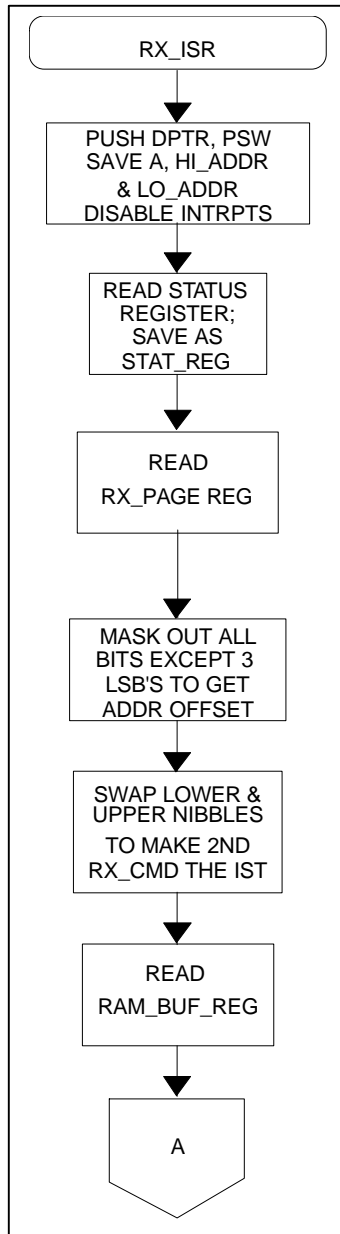 RX_ISR
PUSH DPTR, PSW
SAVE A, HI_ADDR
& LO_ADDR
DISABLE INTRPTS
READ STATUS
REGISTER;
SAVE AS
STAT_REG
READ
RX_PAGE REG
MASK OUT ALL
BITS EXCEPT 3
LSB'S TO GET
ADDR OFFSET
SWAP LOWER &
UPPER NIBBLES
TO MAKE 2ND
RX_CMD THE IST
READ
RAM_BUF_REG
A